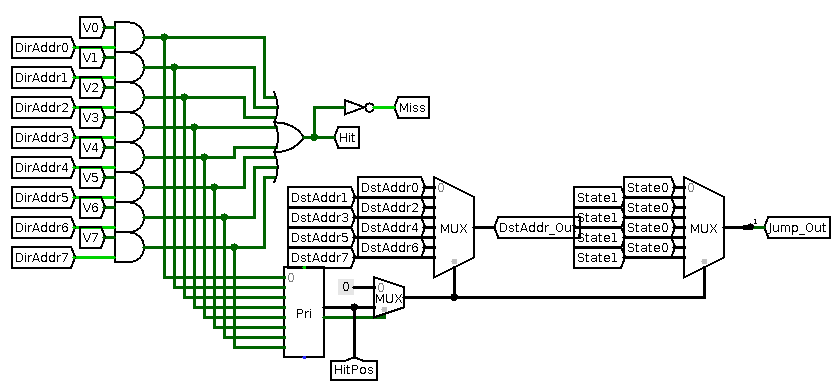 V0
DirAddr0
V1
DirAddr1
V2
DirAddr2
V3
DirAddr3
V4
DirAddr4
V5
DirAddr5
V6
DirAddr6
V7
DirAddr7
Miss
Hit
DstAddr0
DstAddr1
DstAddr2
DstAddr3
DstAddr4
DstAddr5
DstAddr6
DstAddr7
0
MUX
DstAddr_Out
State0
State1
State0
State1
State0
State1
State0
State1
0
MUX
1
Jump_Out
0
Pri
0
0
MUX
HitPos